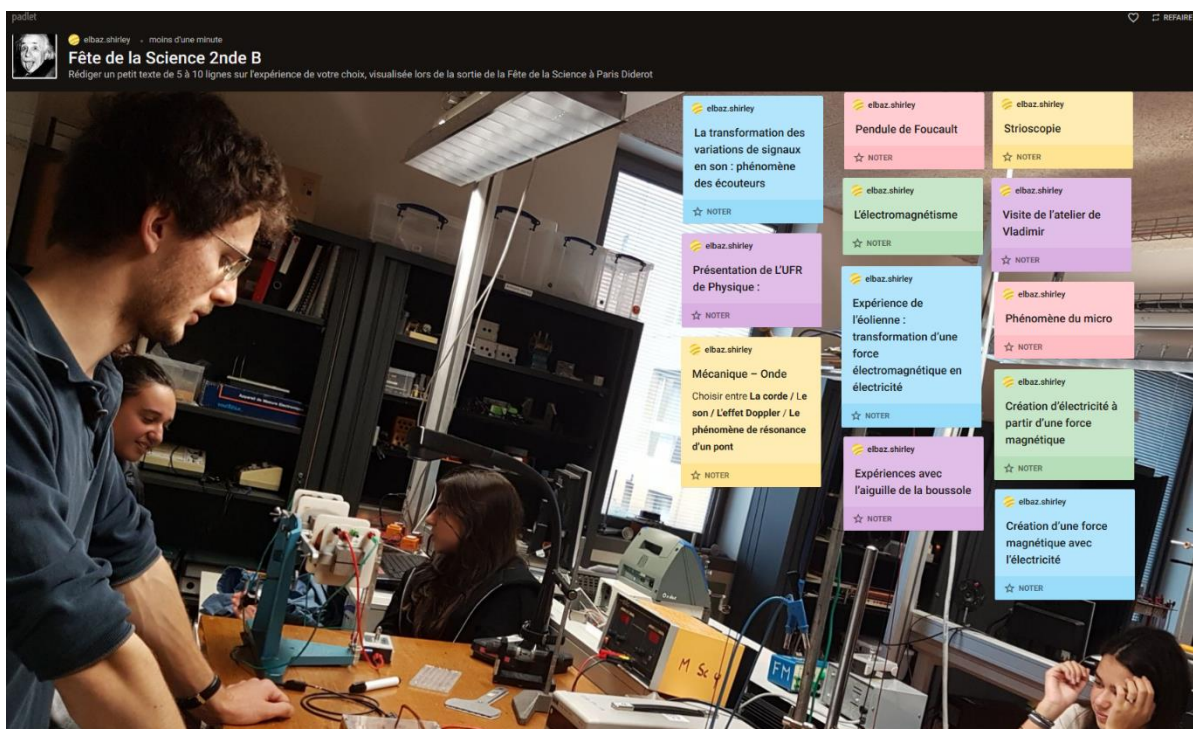 padlet
REFAIRE
elbaz.shirley • moins d'une minute
Fête de la Science 2nde B
Rédiger un petit texte de 5 à 10 lignes sur l'expérience de votre choix, visualisée lors de la sortie de la Fête de la Science à Paris Diderot
elbaz.shirley
La transformation des
variations de signaux
en son : phénomène
des écouteurs
NOTER
elbaz.shirley
Présentation de L'UFR
de Physique :
NOTER
elbaz.shirley
Mécanique – Onde
Choisir entre La corde / Le
son / L'effet Doppler / Le
phénomène de résonance
d'un pont
NOTER
elbaz.shirley
Pendule de Foucault
NOTER
elbaz.shirley
L'électromagnétisme
NOTER
elbaz.shirley
Expérience de
l'éolienne :
transformation d'une
force
électromagnétique en
électricité
NOTER
elbaz.shirley
Expériences avec
l'aiguille de la boussole
NOTER
elbaz.shirley
Strioscopie
NOTER
elbaz.shirley
Visite de l'atelier de
Vladimir
NOTER
elbaz.shirley
Phénomène du micro
NOTER
elbaz.shirley
Création d'électricité à
partir d'une force
magnétique
NOTER
elbaz.shirley
Création d'une force
magnétique avec
l'électricité
NOTER
FM